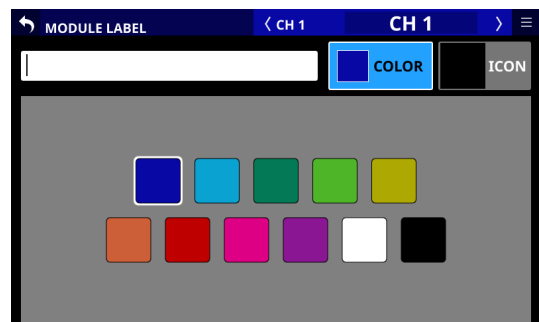 MODULE LABEL
〈 CH 1
CH 1
〉
COLOR
ICON